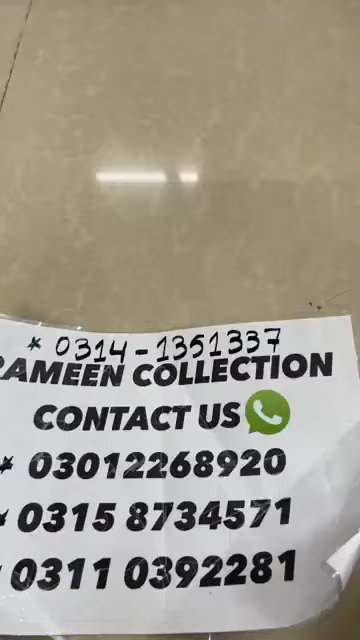 * 0314-1351337
RAMEEN COLLECTION
CONTACT US
* 03012268920
* 0315 8734571
* 0311 0392281